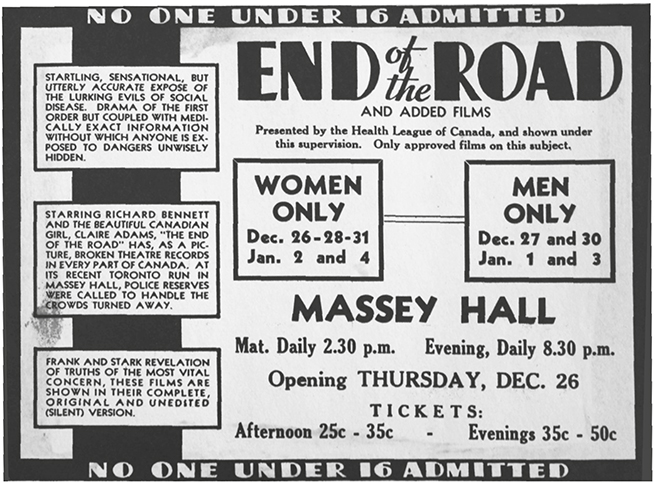 NO ONE UNDER 16 ADMITTED
STARTLING, SENSATIONAL, BUT
UTTERLY ACCURATE EXPOSE OF
THE LURKING EVILS OF SOCIAL
DISEASE. DRAMA OF THE FIRST
ORDER BUT COUPLED WITH MEDI-
CALLY EXACT INFORMATION
WITHOUT WHICH ANYONE IS EX-
POSED TO DANGERS UNWISELY
HIDDEN.
STARRING RICHARD BENNETT
AND THE BEAUTIFUL CANADIAN
GIRL, CLAIRE ADAMS, "THE END
OF THE ROAD" HAS, AS A PIC-
TURE, BROKEN THEATRE RECORDS
IN EVERY PART OF CANADA. AT
ITS RECENT TORONTO RUN IN
MASSEY HALL, POLICE RESERVES
WERE CALLED TO HANDLE THE
CROWDS TURNED AWAY.
FRANK AND STARK REVELATION
OF TRUTHS OF THE MOST VITAL
CONCERN, THESE FILMS ARE
SHOWN IN THEIR COMPLETE,
ORIGINAL AND UNEDITED
(SILENT) VERSION.
END of the ROAD
AND ADDED FILMS
Presented by the Health League of Canada, and shown under
this supervision. Only approved films on this subject.
WOMEN
ONLY
Dec. 26-28-31
Jan. 2 and 4
MEN
ONLY
Dec. 27 and 30
Jan. 1 and 3
MASSEY HALL
Mat. Daily 2.30 p.m. Evening, Daily 8.30 p.m.
Opening THURSDAY, DEC. 26
TICKETS:
Afternoon 25c - 35c - Evenings 35c - 50c
NO ONE UNDER 16 ADMITTED